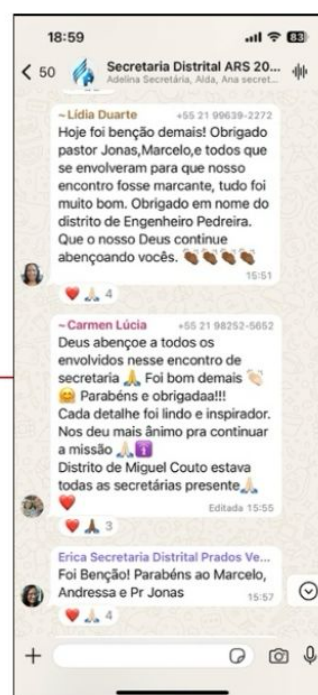 18:59
83
50
Secretaria Distrital ARS 20...
Adelina Secretária, Alda, Ana secret...
~Lídia Duarte +55 21 99639-2272
Hoje foi benção demais! Obrigado
pastor Jonas,Marcelo,e todos que
se envolveram para que nosso
encontro fosse marcante, tudo foi
muito bom. Obrigado em nome do
distrito de Engenheiro Pedreira.
Que o nosso Deus continue
abençoando vocês. 👏🏾👏🏾👏🏾👏🏾
15:51
❤️🙏🏻 4
~Carmen Lúcia +55 21 98252-5652
Deus abençoe a todos os
envolvidos nesse encontro de
secretaria 🙏 Foi bom demais 👏🏻
🤗 Parabéns e obrigadaa!!!
Cada detalhe foi lindo e inspirador.
Nos deu mais ânimo pra continuar
a missão 🙏🏻✝️
Distrito de Miguel Couto estava
todas as secretárias presente🙏🏻
❤️
Editada 15:55
❤️🙏🏾 3
Erica Secretaria Distrital Prados Ve...
Foi Benção! Parabéns ao Marcelo,
Andressa e Pr Jonas
15:57
❤️🙏🏻 4